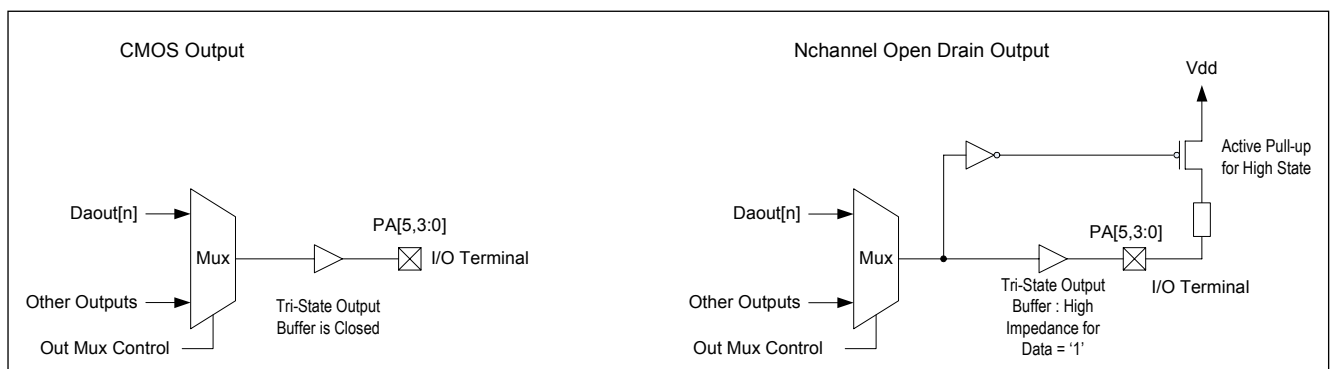 CMOS Output
Daout[n]
Mux
PA[5,3:0]
I/O Terminal
Other Outputs
Tri-State Output
Buffer is Closed
Out Mux Control
Nchannel Open Drain Output
Vdd
Active Pull-up
for High State
Daout[n]
Mux
PA[5,3:0]
I/O Terminal
Other Outputs
Tri-State Output
Buffer : High
Impedance for
Data = ‘1’
Out Mux Control